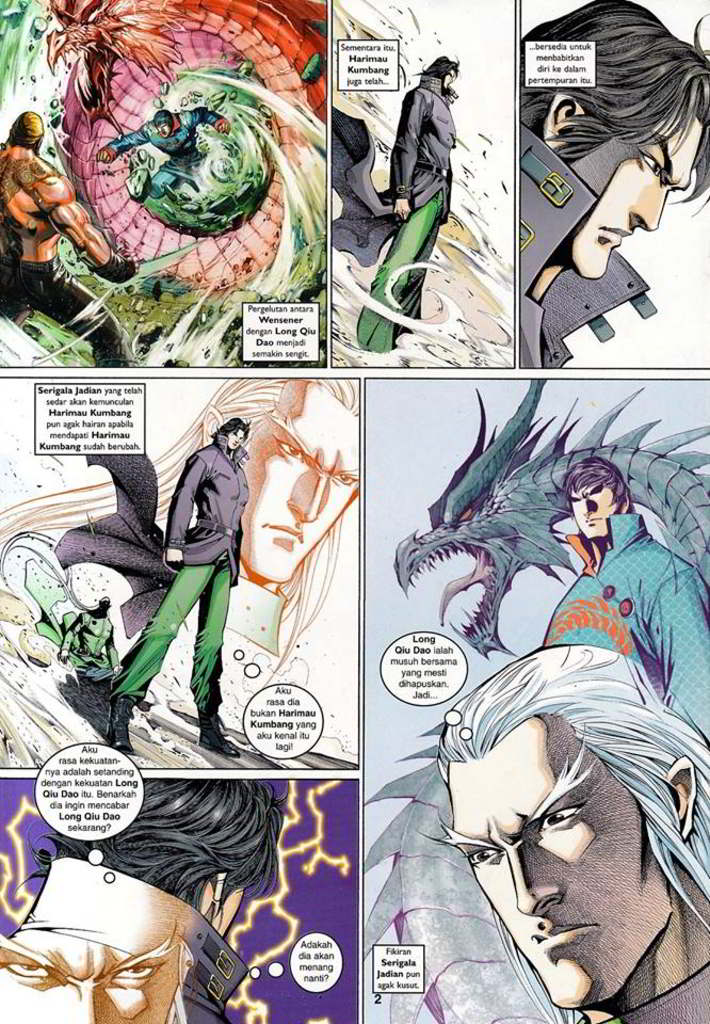 Pergelutan antara
Wensener
dengan Long Qiu
Dao menjadi
semakin sengit.
Sementara itu,
Harimau
Kumbang
juga telah...
...bersedia untuk
menbabitkan
diri ke dalam
pertempuran
itu.
Serigala Jadian yang telah
sedar akan kemunculan
Harimau Kumbang
pun agak hairan apabila
mendapati Harimau
Kumbang sudah berubah.
Aku
rasa dia
bukan Harimau
Kumbang yang
aku kenal itu
lagi!
Long
Qiu Dao ialah
musuh bersama
yang mesti
dihapuskan.
Jadi...
Aku
rasa kekuatan-
nya adalah setanding
dengan kekuatan Long
Qiu Dao itu. Benarkah
dia ingin mencabar
Long Qiu Dao
sekarang?
Adakah
dia akan
menang
nanti?
Fikiran
Serigala
Jadian pun
agak kusut.
2